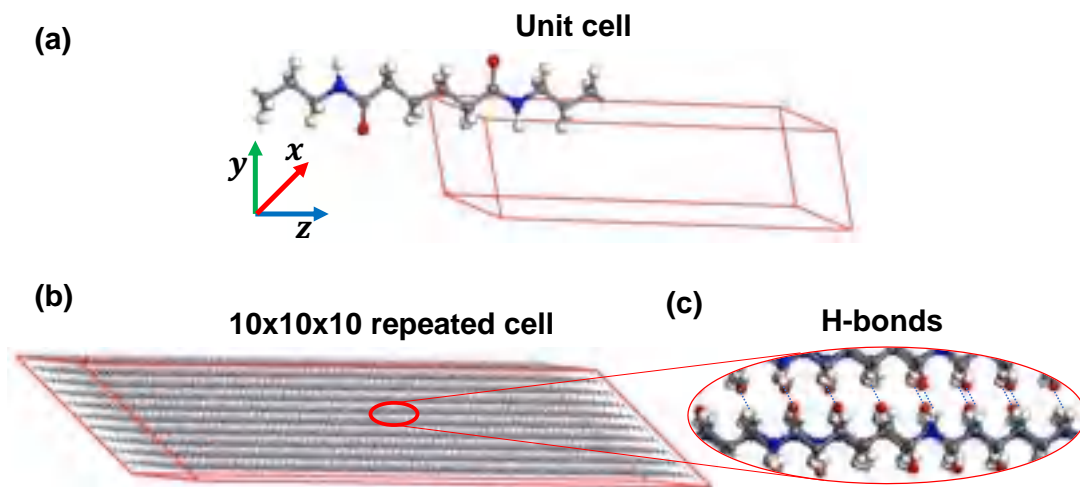 (a)
Unit cell
y
x
z
(b)
10x10x10 repeated cell
(c)
H-bonds